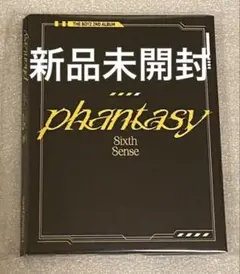 THE BOYZ 2ND ALBUM
新品未開封
phantasy
Sixth
Sense